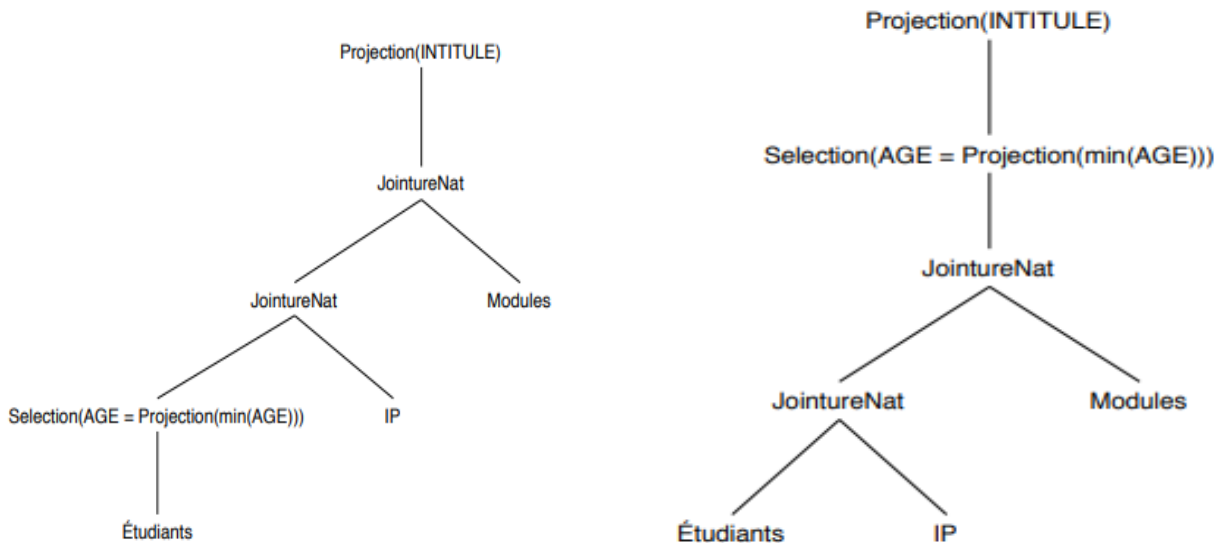 Projection(INTITULE)
JointureNat
JointureNat
Modules
Selection(AGE = Projection(min(AGE)))
IP
Étudiants
Projection(INTITULE)
Selection(AGE = Projection(min(AGE)))
JointureNat
JointureNat
Modules
Étudiants
IP